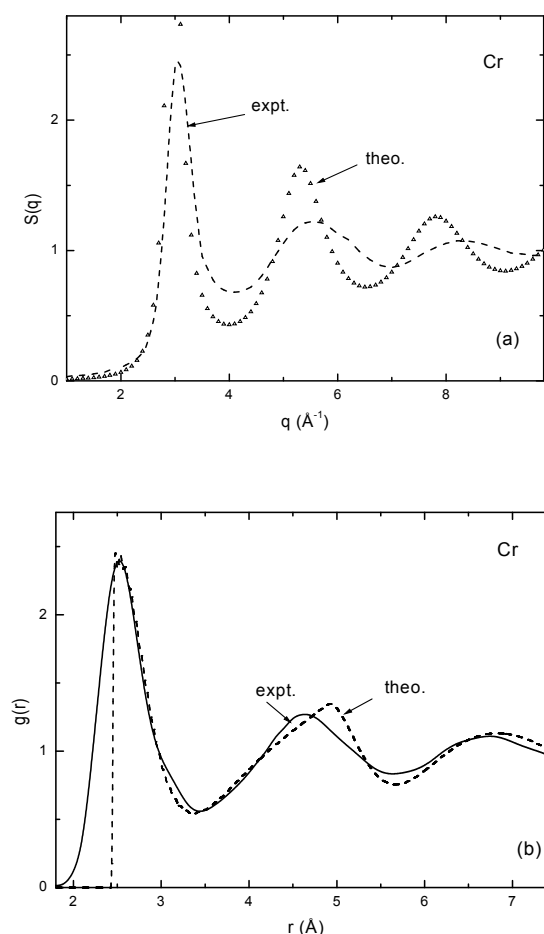 2
1
0
S(q)
Cr
expt.
theo.
(a)
2 4 6 8
q (Å⁻¹)
2
1
0
g(r)
Cr
expt.
theo.
(b)
2 3 4 5 6 7
r (Å)